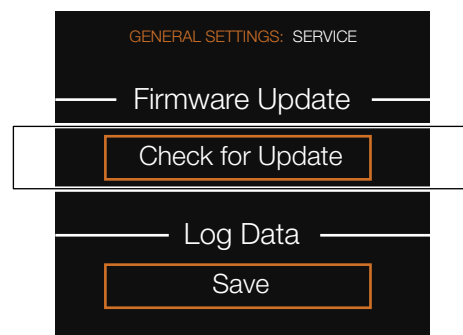 GENERAL SETTINGS: SERVICE
Firmware Update
Check for Update
Log Data
Save